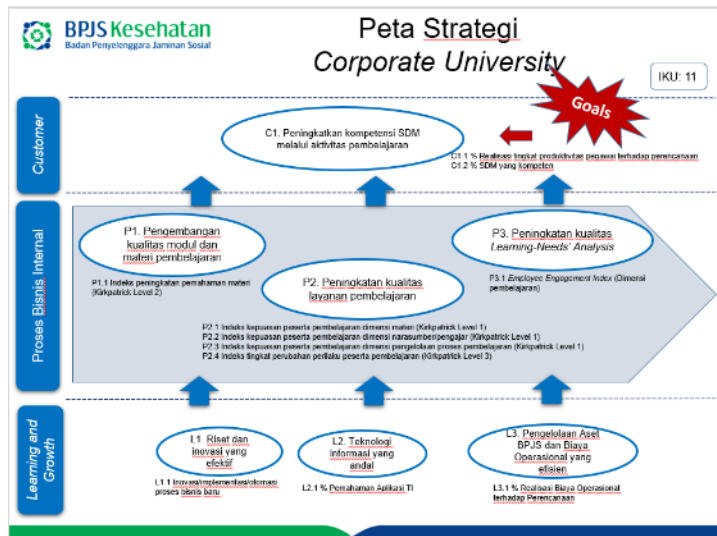 BPJS Kesehatan
Badan Penyelenggara Jaminan Sosial
Peta Strategi
Corporate University
IKU: 11
Goals
Customer
C1. Peningkatkan kompetensi SDM
melalui aktivitas pembelajaran
C1.1 % Realisasi tingkat produktivitas pegawai terhadap perencanaan
C1.2 % SDM yang kompeten
Proses Bisnis Internal
P1. Pengembangan
kualitas modul dan
materi pembelajaran
P1.1 Indeks peningkatan pemahaman materi
(Kirkpatrick Level 2)
P2. Peningkatan kualitas
layanan pembelajaran
P3. Peningkatan kualitas
Learning-Needs' Analysis
P3.1 Employee Engagement Index (Dimensi
pembelajaran)
P2.1 Indeks kepuasan peserta pembelajaran dimensi materi (Kirkpatrick Level 1)
P2.2 Indeks kepuasan peserta pembelajaran dimensi narasumber/pengajar (Kirkpatrick Level 1)
P2.3 Indeks kepuasan peserta pembelajaran dimensi pengelolaan proses pembelajaran (Kirkpatrick Level 1)
P2.4 Indeks tingkat perubahan perilaku peserta pembelajaran (Kirkpatrick Level 3)
Learning and
Growth
L1. Riset dan
inovasi yang
efektif
L1.1 Inovasi/implementasi/otomasi
proses bisnis baru
L2. Teknologi
Informasi yang
andal
L2.1 % Pemahaman Aplikasi TI
L3. Pengelolaan Aset
BPJS dan Biaya
Operasional yang
efisien
L3.1 % Realisasi Biaya Operasional
terhadap Perencanaan